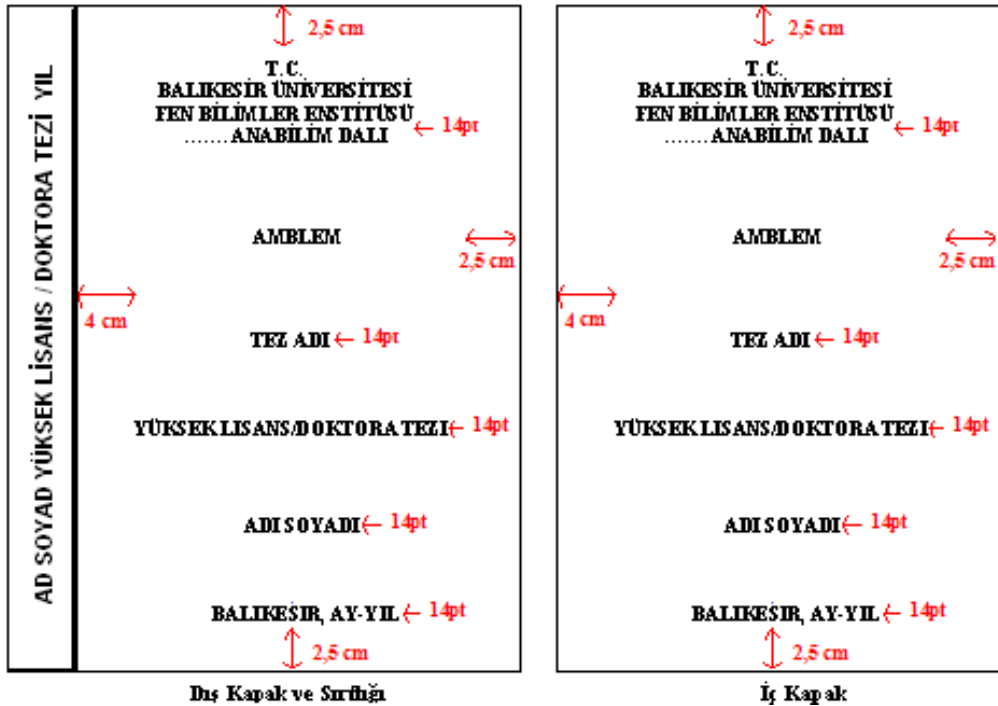 AD SOYAD YÜKSEK LİSANS / DOKTORA TEZİ YIL
2,5 cm
T.C.
BALIKESİR ÜNİVERSİTESİ
FEN BİLİMLER ENSTİTÜSÜ
14pt
.......ANABİLİM DALI
AMBLEM
2,5 cm
4 cm
TEZ ADI
14pt
YÜKSEK LISANS/DOKTORA TEZI
14pt
ADI SOYADI
14pt
BALIKESİR, AY-YIL
14pt
2,5 cm
Dış Kapak ve Sırtlığı
2,5 cm
T.C.
BALIKESİR ÜNİVERSİTESİ
FEN BİLİMLER ENSTİTÜSÜ
14pt
.......ANABİLİM DALI
AMBLEM
2,5 cm
4 cm
TEZ ADI
14pt
YÜKSEK LISANS/DOKTORA TEZI
14pt
ADI SOYADI
14pt
BALIKESİR, AY-YIL
14pt
2,5 cm
İç Kapak